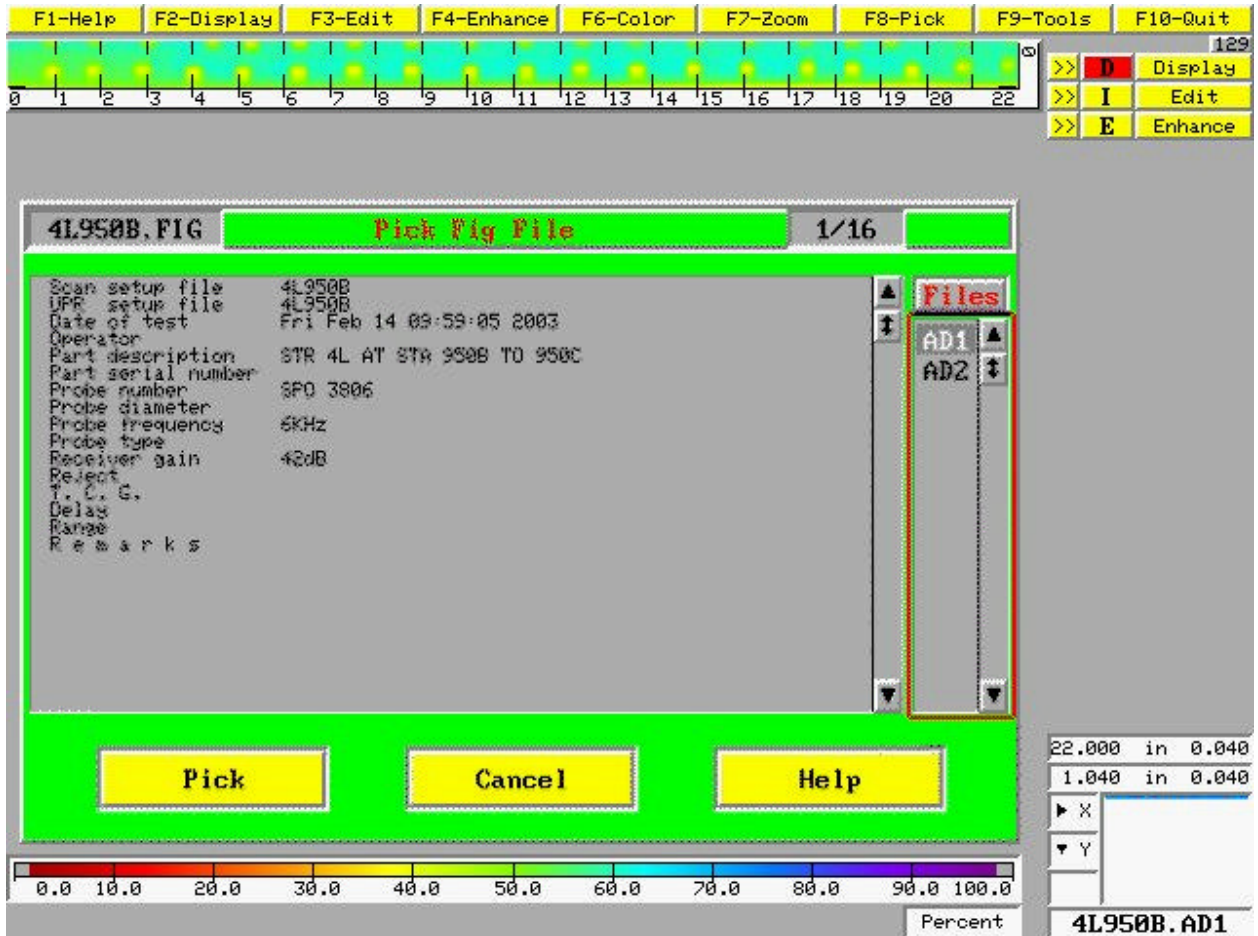 F1-Help F2-Display F3-Edit F4-Enhance F6-Color F7-Zoom F8-Pick F9-Tools F10-Quit
129
>> D Display
0 1 2 3 4 5 6 7 8 9 10 11 12 13 14 15 16 17 18 19 20 22
>> I Edit
>> E Enhance
4L950B.FIG Pick Fig File 1/16
Scan setup file 4L950B
UPR setup file 4L950B
Date of test Fri Feb 14 09:59:05 2003
Operator
Part description STR 4L AT STA 950B TO 950C
Part serial number
Probe number SPO 3806
Probe diameter
Probe frequency 6KHz
Probe type
Receiver gain 42dB
Reject
T. C. G.
Delay
Range
R e m a r k s
Files
AD1
AD2
Pick Cancel Help
22.000 in 0.040
1.040 in 0.040
X
Y
0.0 10.0 20.0 30.0 40.0 50.0 60.0 70.0 80.0 90.0 100.0
Percent
4L950B.AD1